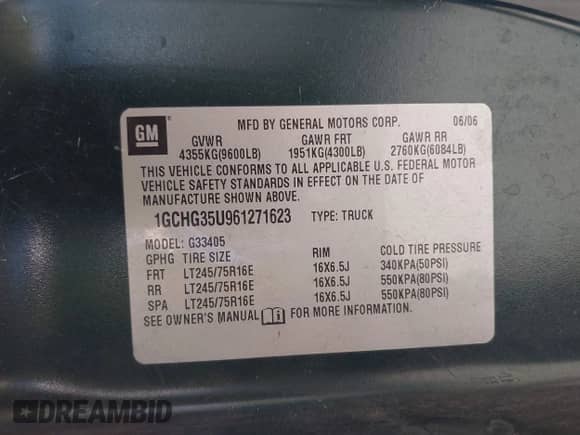 GM
MFD BY GENERAL MOTORS CORP. 06/06
GVWR GAWR FRT GAWR RR
4355KG(9600LB) 1951KG(4300LB) 2760KG(6084LB)
THIS VEHICLE CONFORMS TO ALL APPLICABLE U.S. FEDERAL MOTOR
VEHICLE SAFETY STANDARDS IN EFFECT ON THE DATE OF
MANUFACTURE SHOWN ABOVE.
1GCHG35U961271623 TYPE: TRUCK
MODEL: G33405
GPHG TIRE SIZE RIM COLD TIRE PRESSURE
FRT LT245/75R16E 16X6.5J 340KPA(50PSI)
RR LT245/75R16E 16X6.5J 550KPA(80PSI)
SPA LT245/75R16E 16X6.5J 550KPA(80PSI)
SEE OWNER'S MANUAL FOR MORE INFORMATION.
DREAMBID